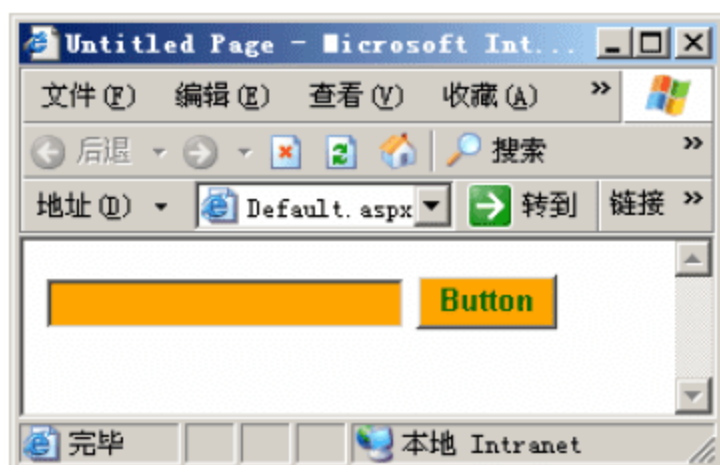 Untitled Page - Microsoft Int...
文件(F) 编辑(E) 查看(V) 收藏(A) »
后退 搜索 »
地址(D) Default.aspx 转到 链接 »
Button
完毕 本地 Intranet